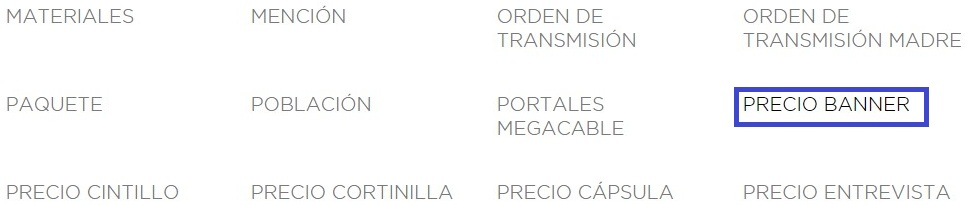 MATERIALES
MENCIÓN
ORDEN DE
TRANSMISIÓN
ORDEN DE
TRANSMISIÓN MADRE
PAQUETE
POBLACIÓN
PORTALES
MEGACABLE
PRECIO BANNER
PRECIO CINTILLO
PRECIO CORTINILLA
PRECIO CÁPSULA
PRECIO ENTREVISTA